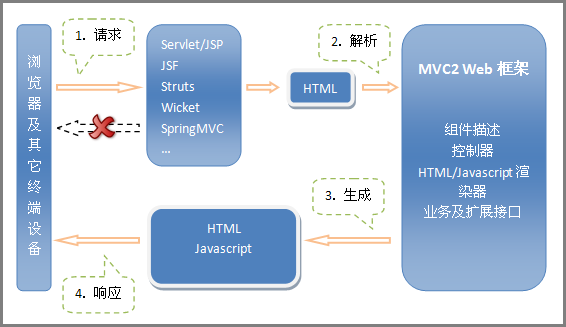 1. 请求
2. 解析
浏览器及其它终端设备
Servlet/JSP
JSF
Struts
Wicket
SpringMVC
...
HTML
MVC2 Web 框架
组件描述
控制器
HTML/Javascript 渲
染器
业务及扩展接口
3. 生成
HTML
Javascript
4. 响应